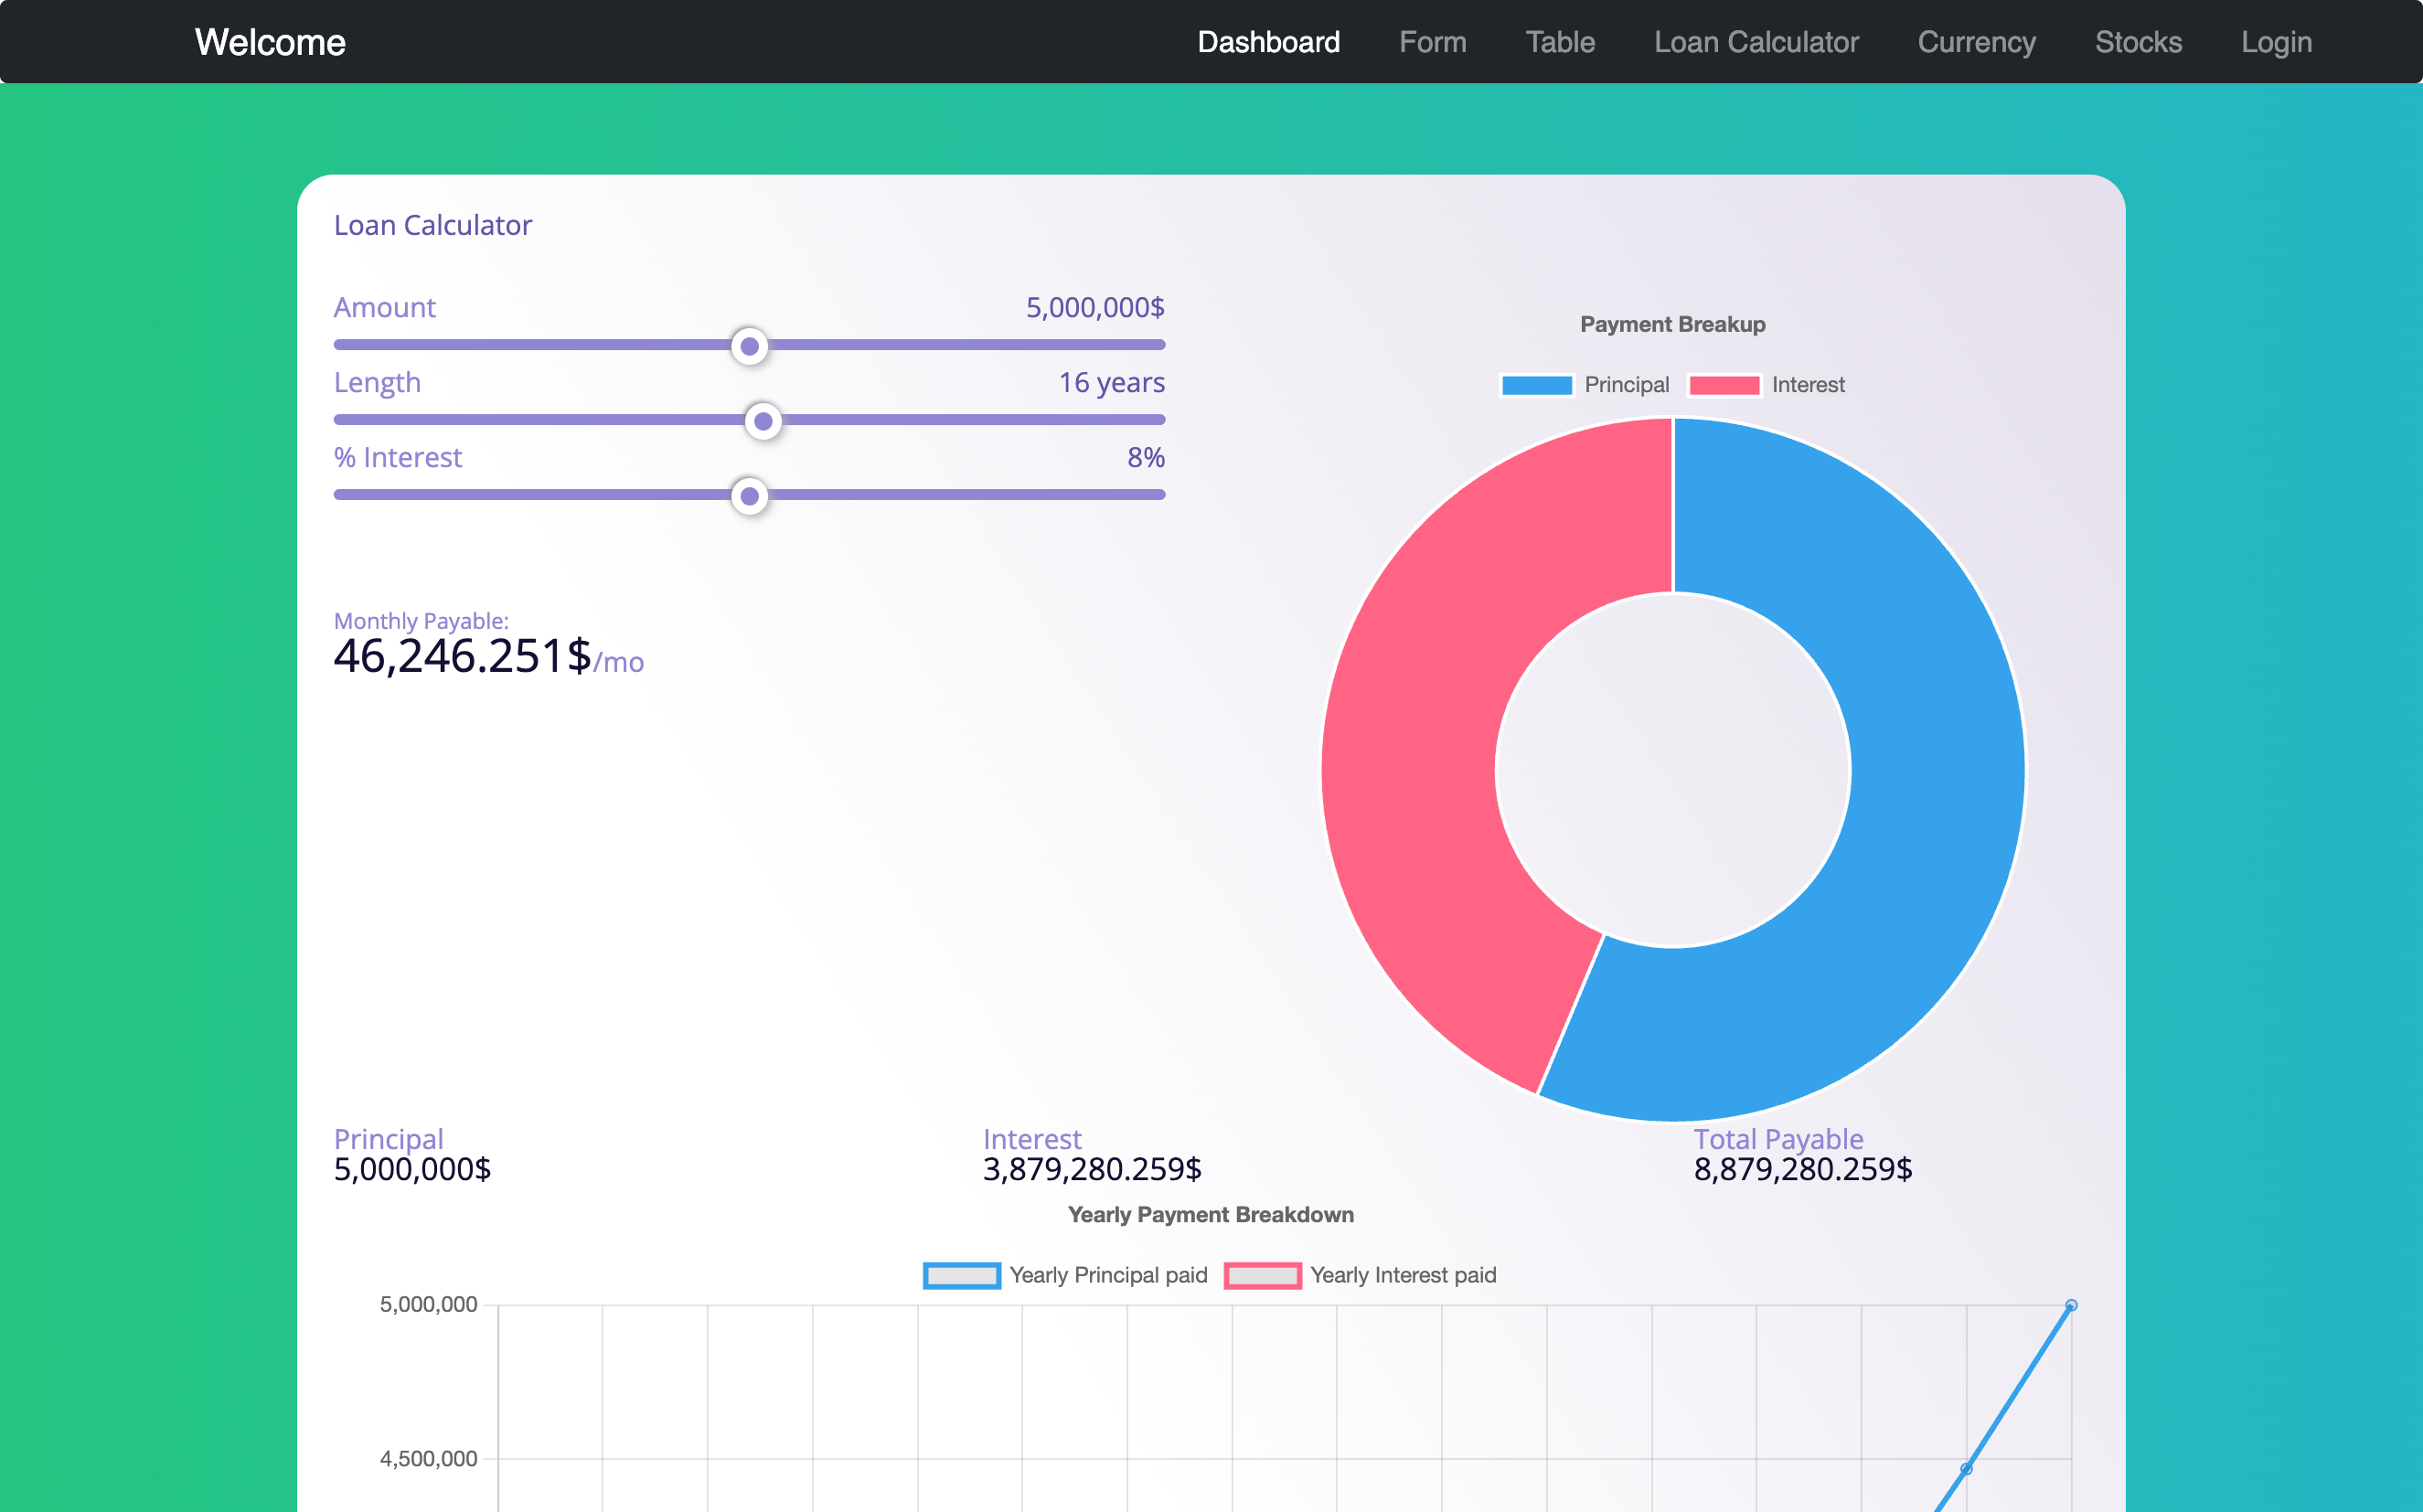 Welcome Dashboard Form Table Loan Calculator Currency Stocks Login
Loan Calculator
Amount 5,000,000$
Length 16 years
% Interest 8%
Monthly Payable:
46,246.251$/mo
Payment Breakup
Principal Interest
Principal
5,000,000$
Interest
3,879,280.259$
Total Payable
8,879,280.259$
Yearly Payment Breakdown
Yearly Principal paid Yearly Interest paid
5,000,000
4,500,000